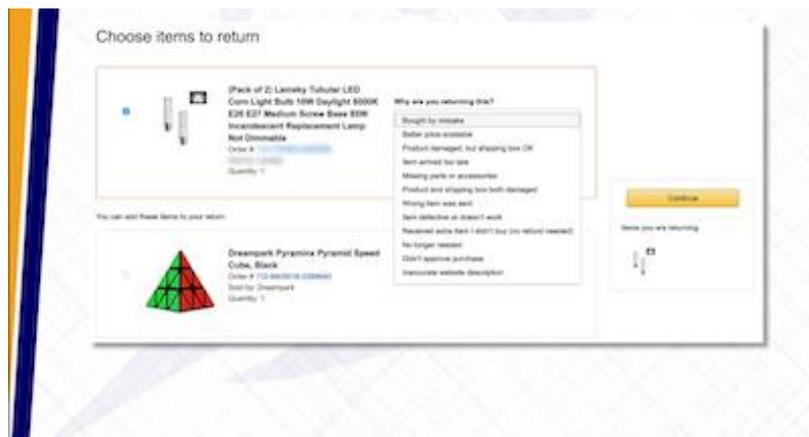 Choose items to return
(Pack of 2) Lamsky Tubular LED
Corn Light Bulb 10W Daylight 6000K
E26 E27 Medium Screw Base 80W
Incandescent Replacement Lamp
Not Dimmable
Order #
Quantity: 1
Why are you returning this?
Bought by mistake
Better price available
Product damaged, but shipping box OK
Item arrived too late
Missing parts or accessories
Product and shipping box both damaged
Wrong item was sent
Item defective or doesn't work
Received extra item I didn't buy (no refund needed)
No longer needed
Didn't approve purchase
Inaccurate website description
Continue
Items you are returning
You can add these items to your return:
Dreampark Pyraminx Pyramid Speed
Cube, Black
Order #
Sold by: Dreampark
Quantity: 1